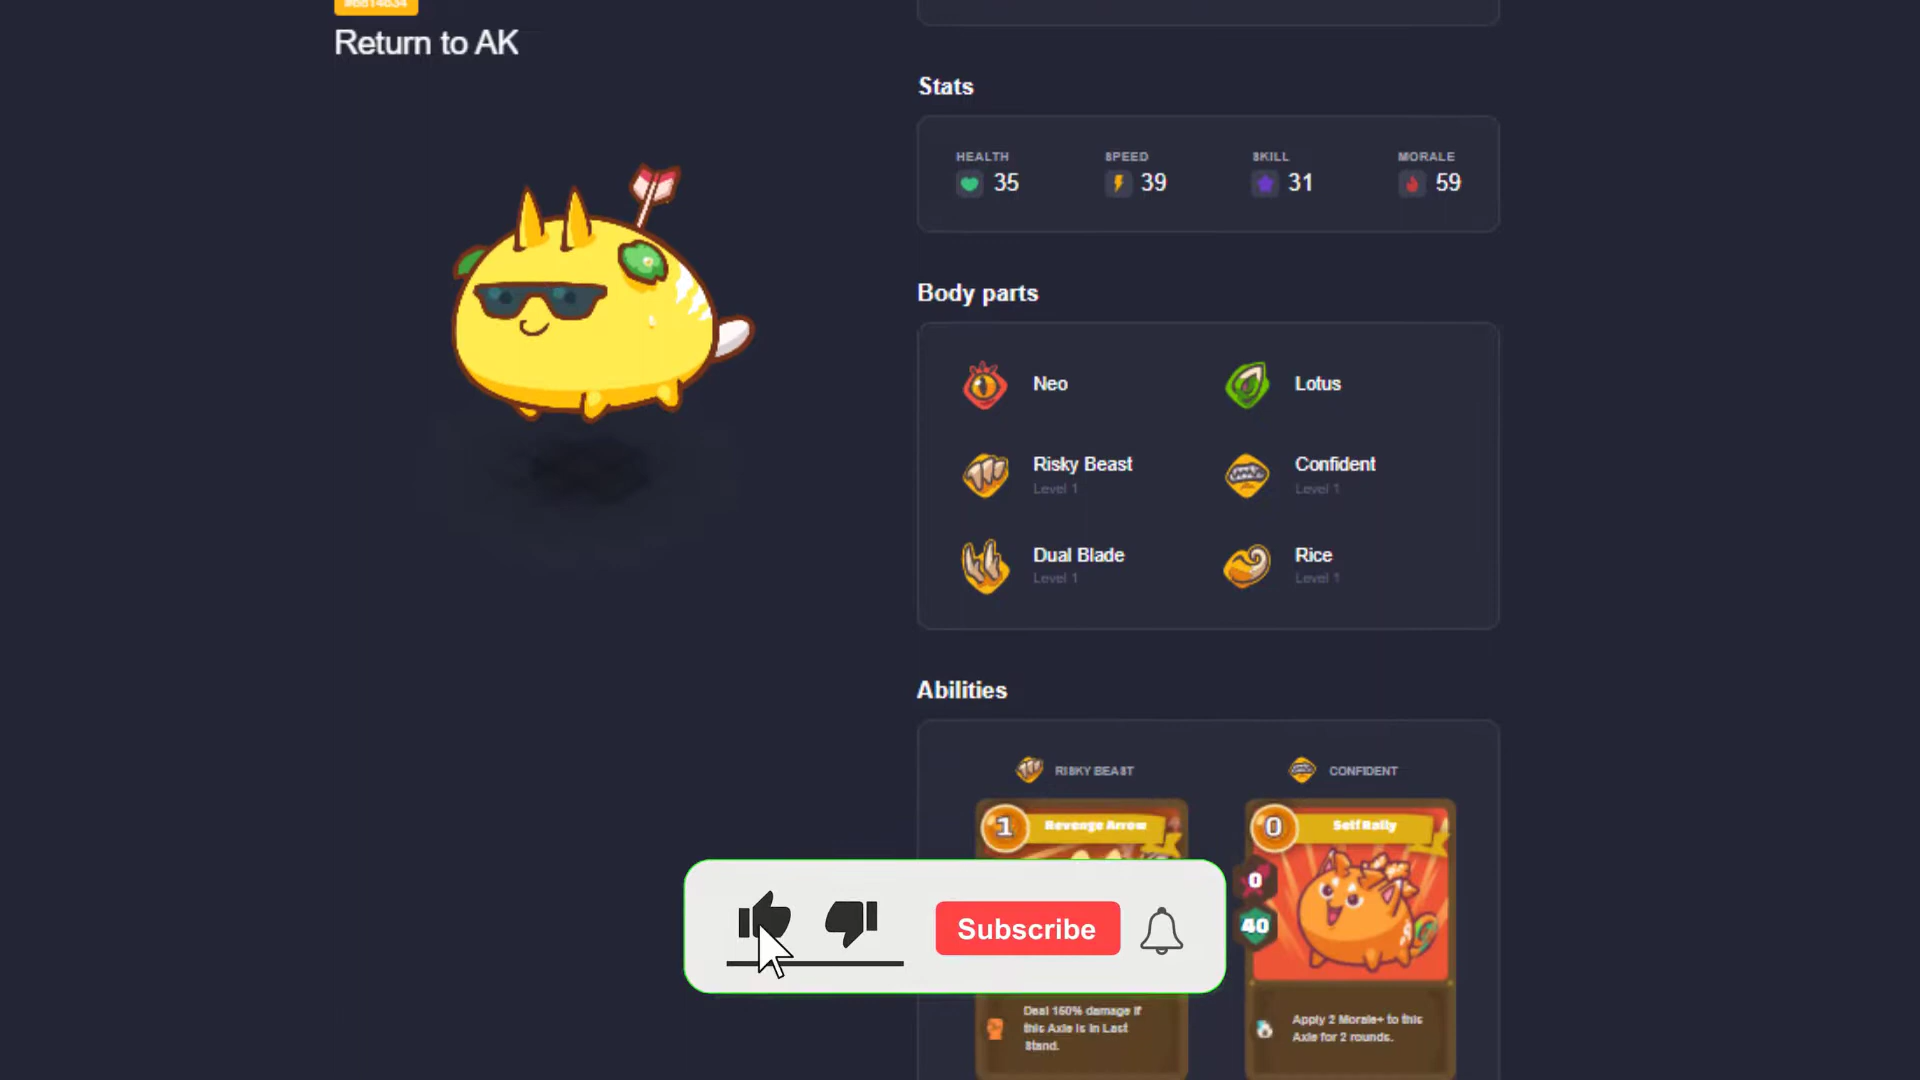 Return to AK
Stats
HEALTH
SPEED
SKILL
MORALE
35
39
31
59
Body parts
Neo
Lotus
Risky Beast
Level 1
Confident
Level 1
Dual Blade
Level 1
Rice
Level 1
Abilities
RISKY BEAST
CONFIDENT
1
Revenge Arrow
0
Self Rally
0
40
Subscribe
Deal 150% damage if
this Axie is in Last
Stand.
Apply 2 Morale+ to this
Axie for 2 rounds.